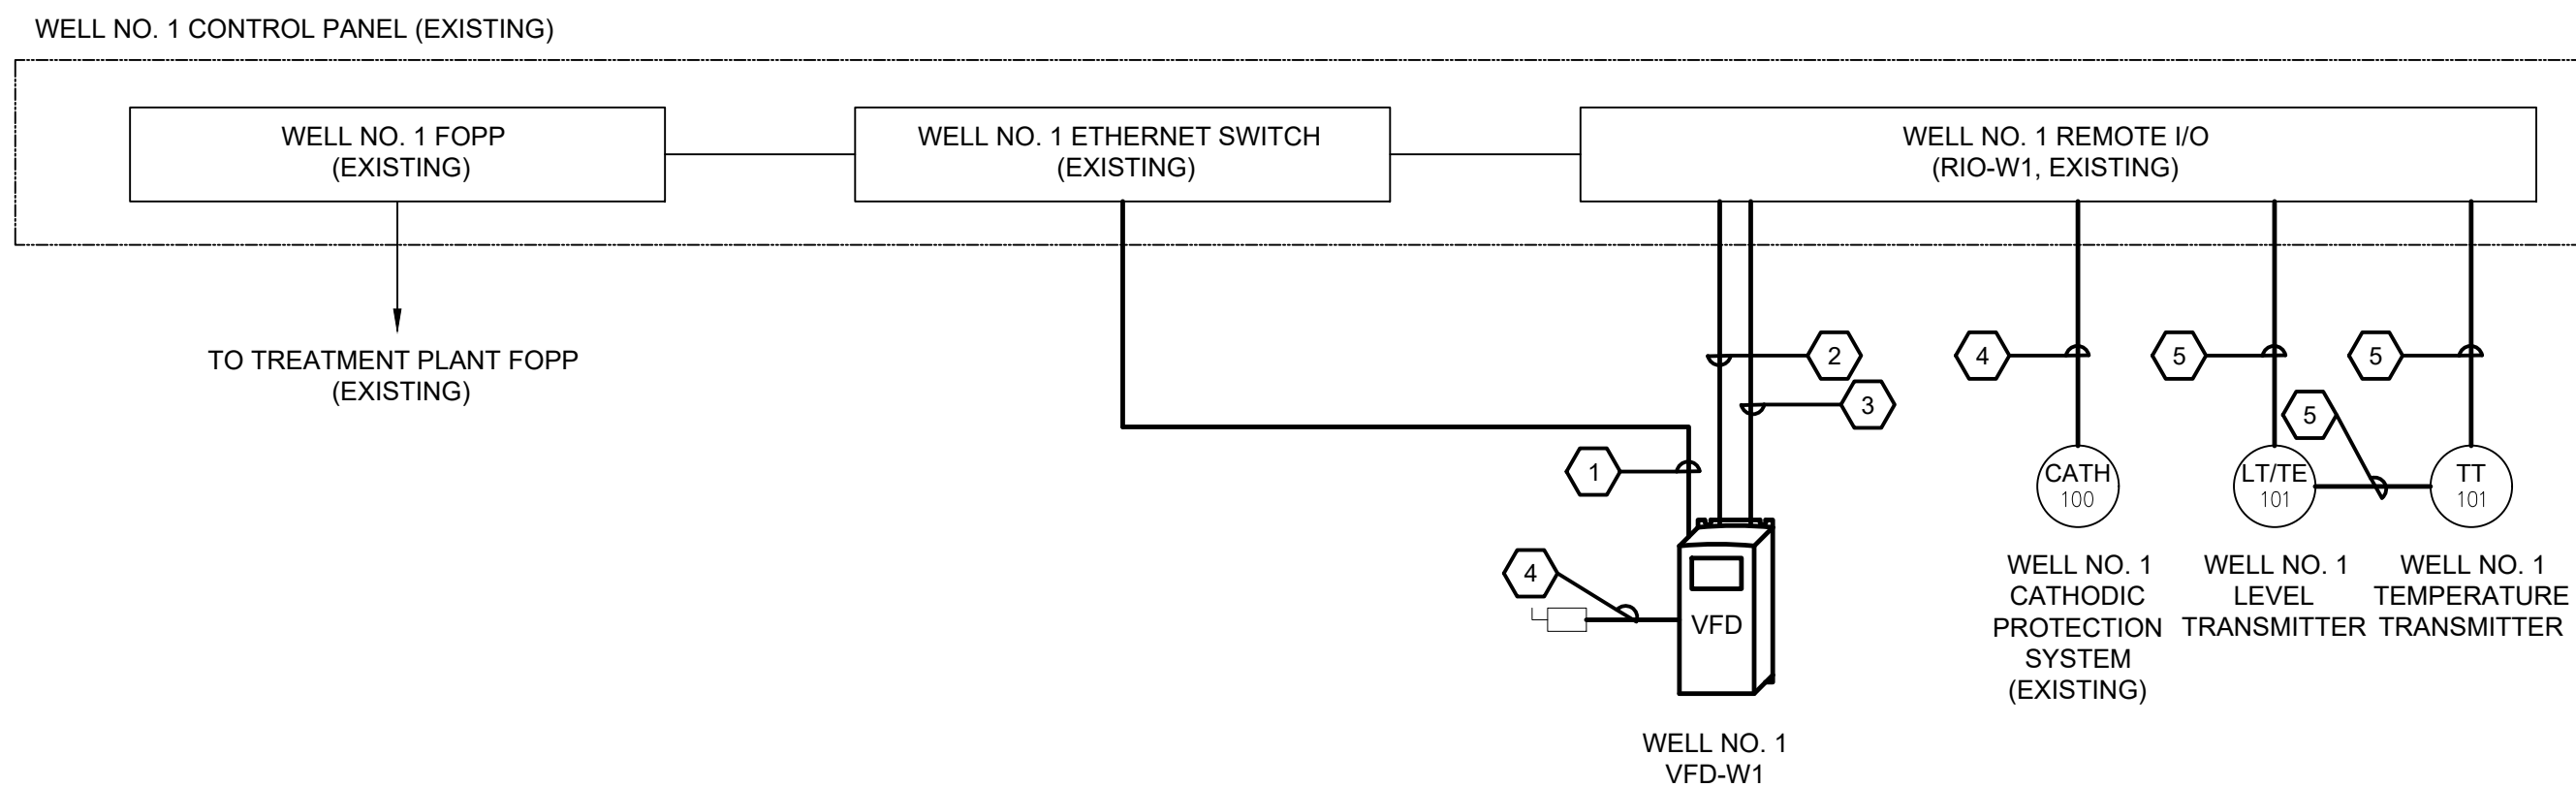 WELL NO. 1 CONTROL PANEL (EXISTING)
WELL NO. 1 FOPP
(EXISTING)
WELL NO. 1 ETHERNET SWITCH
(EXISTING)
WELL NO. 1 REMOTE I/O
(RIO-W1, EXISTING)
TO TREATMENT PLANT FOPP
(EXISTING)
2
3
4
5
5
5
1
4
VFD
WELL NO. 1
VFD-W1
CATH
100
WELL NO. 1
CATHODIC
PROTECTION
SYSTEM
(EXISTING)
LT/TE
101
WELL NO. 1
LEVEL
TRANSMITTER
TT
101
WELL NO. 1
TEMPERATURE
TRANSMITTER